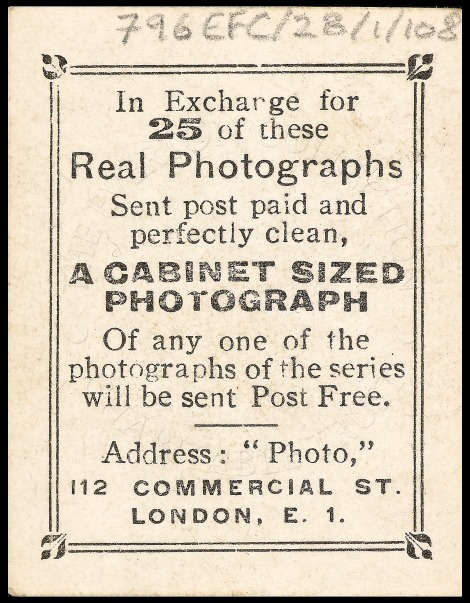 796EFC/2B/1/108
In Exchange for
25 of these
Real Photographs
Sent post paid and
perfectly clean,
A CABINET SIZED
PHOTOGRAPH
Of any one of the
photographs of the series
will be sent Post Free.
Address: "Photo,"
112 COMMERCIAL ST.
LONDON, E. 1.